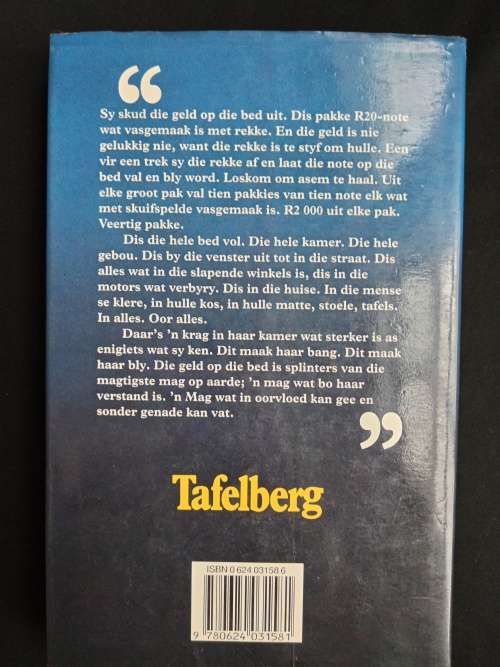 “
Sy skud die geld op die bed uit. Dis pakke R20-note
wat vasgemaak is met rekke. En die geld is nie
gelukkig nie, want die rekke is te styf om hulle. Een
vir een trek sy die rekke af en laat die note op die
bed val en bly word. Loskom om asem te haal. Uit
elke groot pak val tien pakkies van tien note elk wat
met skuifspelde vasgemaak is. R2 000 uit elke pak.
Veertig pakke.
Dis die hele bed vol. Die hele kamer. Die hele
gebou. Dis by die venster uit tot in die straat. Dis
alles wat in die slapende winkels is, dis in die
motors wat verbyry. Dis in die huise. In die mense
se klere, in hulle kos, in hulle matte, stoele, tafels.
In alles. Oor alles.
Daar’s ’n krag in haar kamer wat sterker is as
enigiets wat sy ken. Dit maak haar bang. Dit maak
haar bly. Die geld op die bed is splinters van die
magtigste mag op aarde; ’n mag wat bo haar
verstand is. ’n Mag wat in oorvloed kan gee en
sonder genade kan vat.
”
Tafelberg
ISBN 0 624 03158 6
9 780624 031581